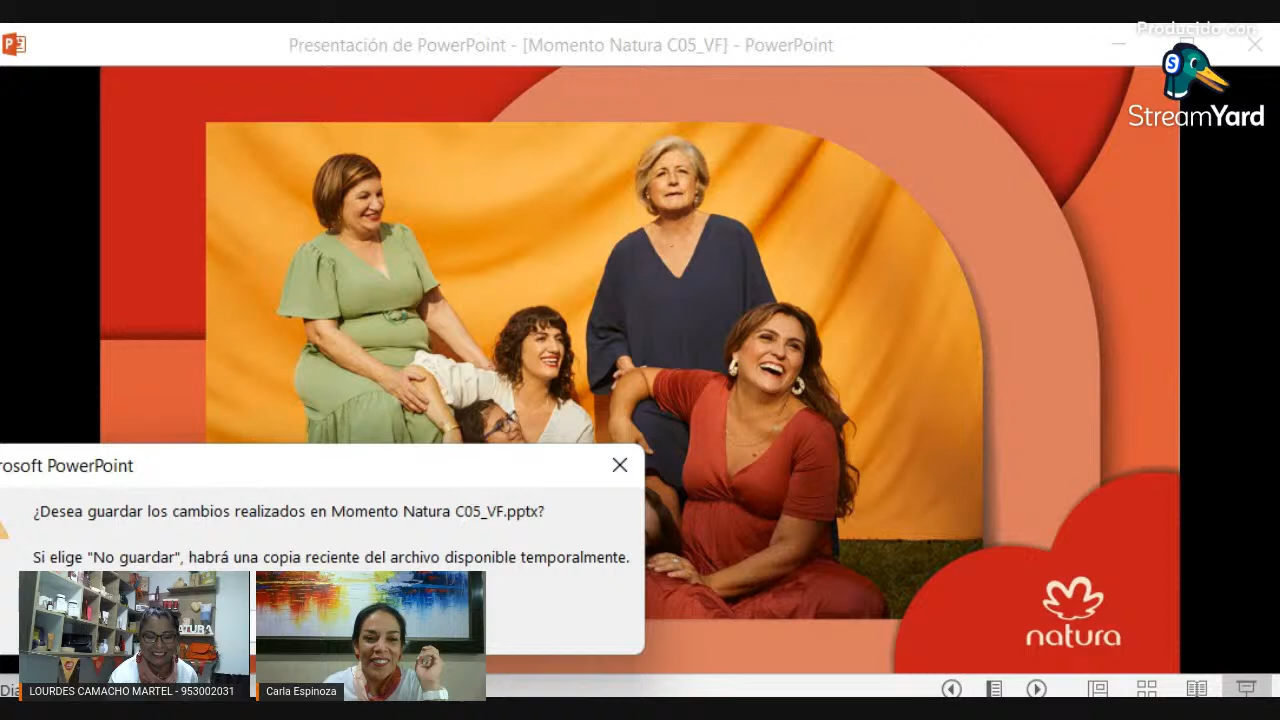 Producido con
StreamYard
Presentación de PowerPoint - [Momento Natura C05_VF] - PowerPoint
rosoft PowerPoint
¿Desea guardar los cambios realizados en Momento Natura C05_VF.pptx?
Si elige "No guardar", habrá una copia reciente del archivo disponible temporalmente.
natura
LOURDES CAMACHO MARTEL - 953002031
Carla Espinoza